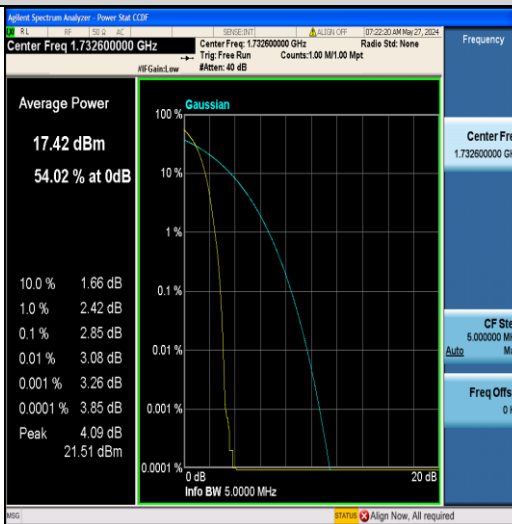 Agilent Spectrum Analyzer - Power Stat CCDF
RL RF 50 Ω AC SENSE:INT ALIGN OFF 07:22:20 AM May 27, 2024
Center Freq 1.732600000 GHz
Center Freq: 1.732600000 GHz Radio Std: None
Trig: Free Run Counts:1.00 M/1.00 Mpt
#IFGain:Low #Atten: 40 dB
Frequency
Average Power
17.42 dBm
54.02 % at 0dB
10.0 % 1.66 dB
1.0 % 2.42 dB
0.1 % 2.85 dB
0.01 % 3.08 dB
0.001 % 3.26 dB
0.0001 % 3.85 dB
Peak 4.09 dB
21.51 dBm
Gaussian
100 %
10 %
1 %
0.1 %
0.01 %
0.001 %
0.0001 %
0 dB 20 dB
Info BW 5.0000 MHz
Center Fre
1.732600000 GH
CF Ste
5.000000 MH
Auto Ma
Freq Offs
0 H
MSG STATUS Align Now, All required